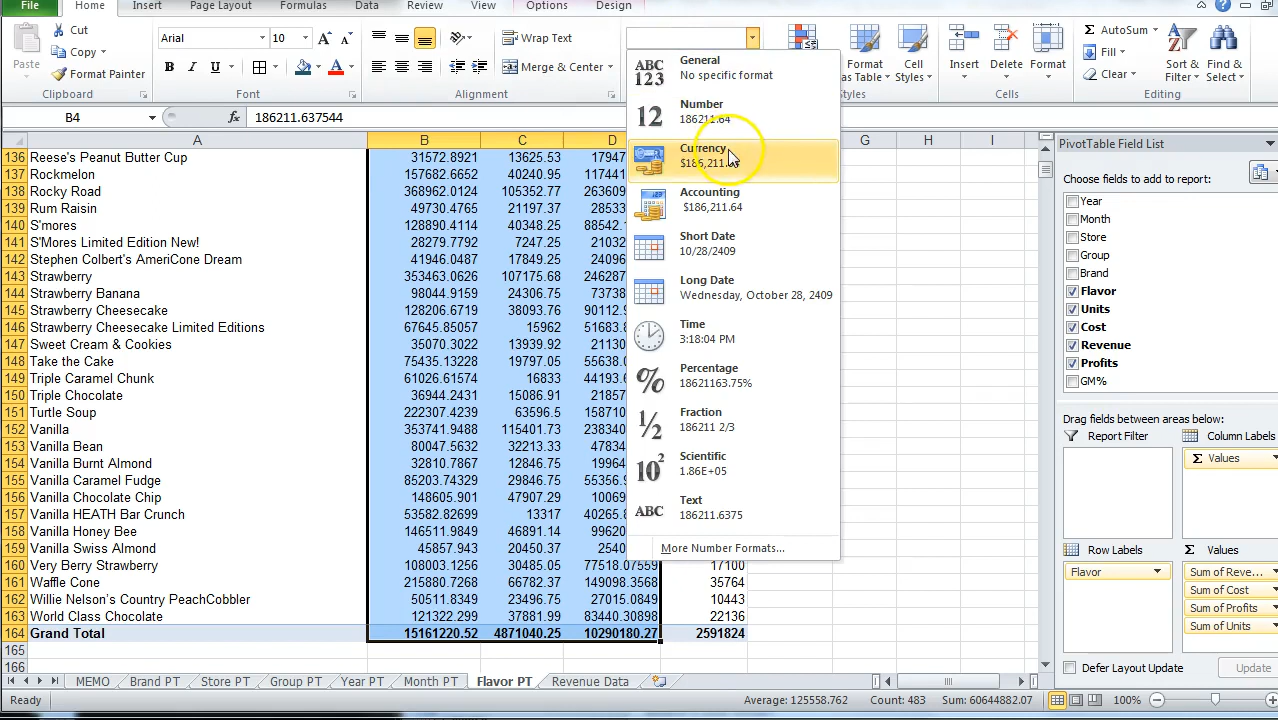 File Home Insert Page Layout Formulas Data Review View Options Design
Cut
Copy
Format Painter
Paste
Clipboard
Arial 10
B I U
Font
Wrap Text
Merge & Center
Alignment
General
No specific format
Number
186211.64
Currency
Accounting
$186,211.64
Short Date
10/28/2409
Long Date
Wednesday, October 28, 2409
Time
3:18:04 PM
Percentage
18621163.75%
Fraction
186211 2/3
Scientific
1.86E+05
Text
186211.6375
More Number Formats...
Format as Table
Cell Styles
Styles
Insert Delete Format
Cells
AutoSum
Fill
Clear
Sort & Filter
Find & Select
Editing
B4 fx 186211.637544
A B C D G H I
136 Reese's Peanut Butter Cup 31572.8921 13625.53 17947
137 Rockmelon 157682.6652 40240.95 117441
138 Rocky Road 368962.0124 105352.77 263609
139 Rum Raisin 49730.4765 21197.37 28533
140 S'mores 128890.4114 40348.25 88542.
141 S'Mores Limited Edition New! 28279.7792 7247.25 21032
142 Stephen Colbert's AmeriCone Dream 41946.0487 17849.25 24096
143 Strawberry 353463.0626 107175.68 246287
144 Strawberry Banana 98044.9159 24306.75 73738
145 Strawberry Cheesecake 128206.6719 38093.76 90112.
146 Strawberry Cheesecake Limited Editions 67645.85057 15962 51683.
147 Sweet Cream & Cookies 35070.3022 13939.92 21130
148 Take the Cake 75435.13228 19797.05 55638.
149 Triple Caramel Chunk 61026.61574 16833 44193.
150 Triple Chocolate 36944.2431 15086.91 21857
151 Turtle Soup 222307.4239 63596.5 158710
152 Vanilla 353741.9488 115401.73 238340
153 Vanilla Bean 80047.5632 32213.33 47834
154 Vanilla Burnt Almond 32810.7867 12846.75 19964
155 Vanilla Caramel Fudge 85203.74329 29846.75 55356.
156 Vanilla Chocolate Chip 148605.901 47907.29 10069
157 Vanilla HEATH Bar Crunch 53582.82699 13317 40265.
158 Vanilla Honey Bee 146511.9849 46891.14 99620
159 Vanilla Swiss Almond 45857.943 20450.37 2540
160 Very Berry Strawberry 108003.1256 30485.05 77518.07559 17100
161 Waffle Cone 215880.7268 66782.37 149098.3568 35764
162 Willie Nelson's Country PeachCobbler 50511.8349 23496.75 27015.0849 10443
163 World Class Chocolate 121322.299 37881.99 83440.30898 22136
164 Grand Total 15161220.52 4871040.25 10290180.27 2591824
165
166
PivotTable Field List
Choose fields to add to report:
Year
Month
Store
Group
Brand
Flavor
Units
Cost
Revenue
Profits
GM%
Drag fields between areas below:
Report Filter
Column Labels
Values
Row Labels
Values
Flavor
Sum of Reve...
Sum of Cost
Sum of Profits
Sum of Units
Defer Layout Update
Update
MEMO Brand PT Store PT Group PT Year PT Month PT Flavor PT Revenue Data
Ready Average: 125558.762 Count: 483 Sum: 60644882.07 100%